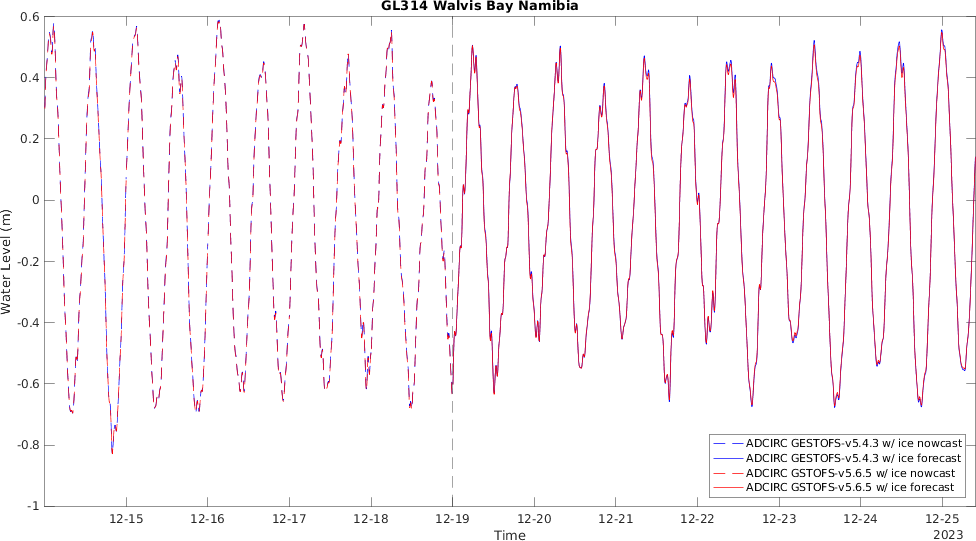 GL314 Walvis Bay Namibia
0.6
0.4
0.2
0
-0.2
-0.4
-0.6
-0.8
-1
Water Level (m)
ADCIRC GESTOFS-v5.4.3 w/ ice nowcast
ADCIRC GESTOFS-v5.4.3 w/ ice forecast
ADCIRC GSTOFS-v5.6.5 w/ ice nowcast
ADCIRC GSTOFS-v5.6.5 w/ ice forecast
12-15 12-16 12-17 12-18 12-19 12-20 12-21 12-22 12-23 12-24 12-25
Time
2023